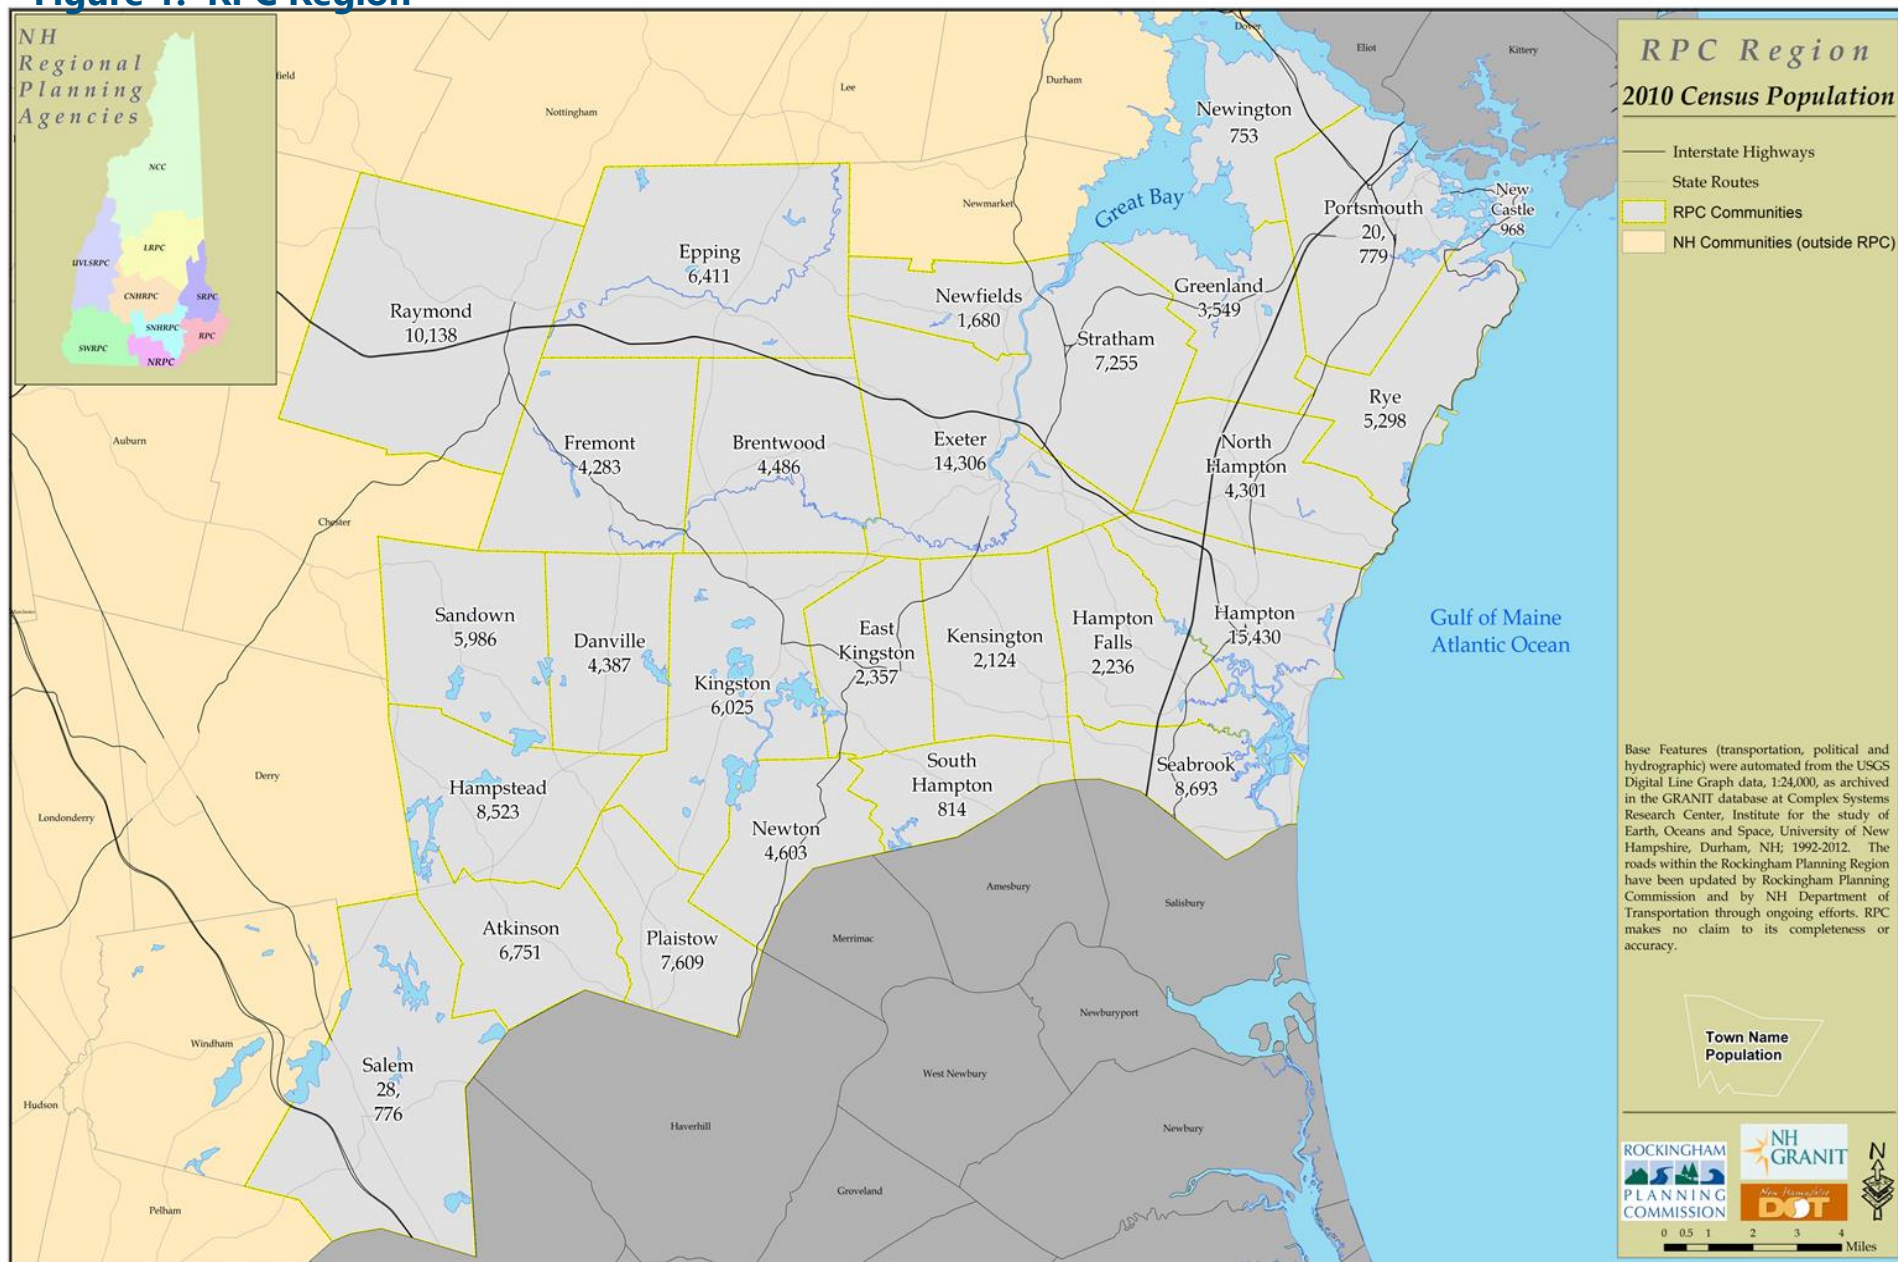 Figure 1: RPC Region
NH
Regional
Planning
Agencies
NCC
LRPC
UVLSRPC
CNHRPC
SRPC
SNHRPC
RPC
SWRPC
NRPC
field
Nottingham
Lee
Durham
Dover
Eliot
Kittery
Newmarket
Newington
753
Great Bay
Portsmouth
20,
779
New
Castle
968
Epping
6,411
Raymond
10,138
Newfields
1,680
Greenland
3,549
Stratham
7,255
Rye
5,298
Auburn
Fremont
4,283
Brentwood
4,486
Exeter
14,306
North
Hampton
4,301
Chester
Manchester
Sandown
5,986
Danville
4,387
Kingston
6,025
East
Kingston
2,357
Kensington
2,124
Hampton
Falls
2,236
Hampton
15,430
Gulf of Maine
Atlantic Ocean
Derry
Londonderry
Hampstead
8,523
Newton
4,603
South
Hampton
814
Seabrook
8,693
Atkinson
6,751
Plaistow
7,609
Amesbury
Salisbury
Merrimac
Newburyport
Windham
Salem
28,
776
West Newbury
Hudson
Haverhill
Newbury
Groveland
Pelham
RPC Region
2010 Census Population
Interstate Highways
State Routes
RPC Communities
NH Communities (outside RPC)
Base Features (transportation, political and
hydrographic) were automated from the USGS
Digital Line Graph data, 1:24,000, as archived
in the GRANIT database at Complex Systems
Research Center, Institute for the study of
Earth, Oceans and Space, University of New
Hampshire, Durham, NH; 1992-2012. The
roads within the Rockingham Planning Region
have been updated by Rockingham Planning
Commission and by NH Department of
Transportation through ongoing efforts. RPC
makes no claim to its completeness or
accuracy.
Town Name
Population
ROCKINGHAM
PLANNING
COMMISSION
NH
GRANIT
New Hampshire
DOT
N
0 0.5 1 2 3 4
Miles